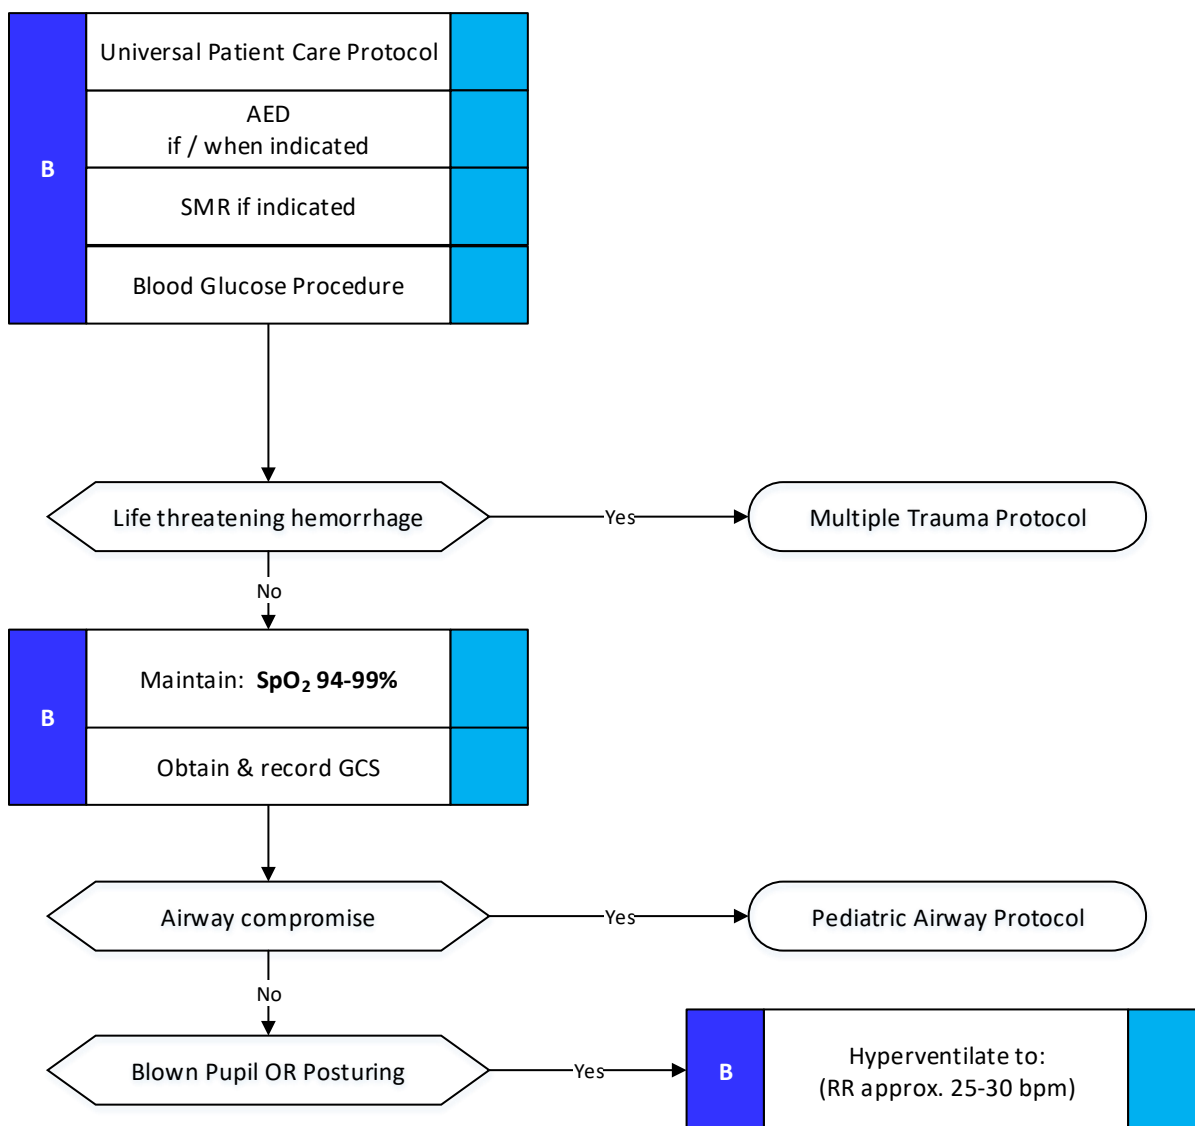 Universal Patient Care Protocol
AED
if / when indicated
B
SMR if indicated
Blood Glucose Procedure
Life threatening hemorrhage
Yes
Multiple Trauma Protocol
No
Maintain: SpO₂ 94-99%
B
Obtain & record GCS
Airway compromise
Yes
Pediatric Airway Protocol
No
Blown Pupil OR Posturing
Yes
B
Hyperventilate to:
(RR approx. 25-30 bpm)